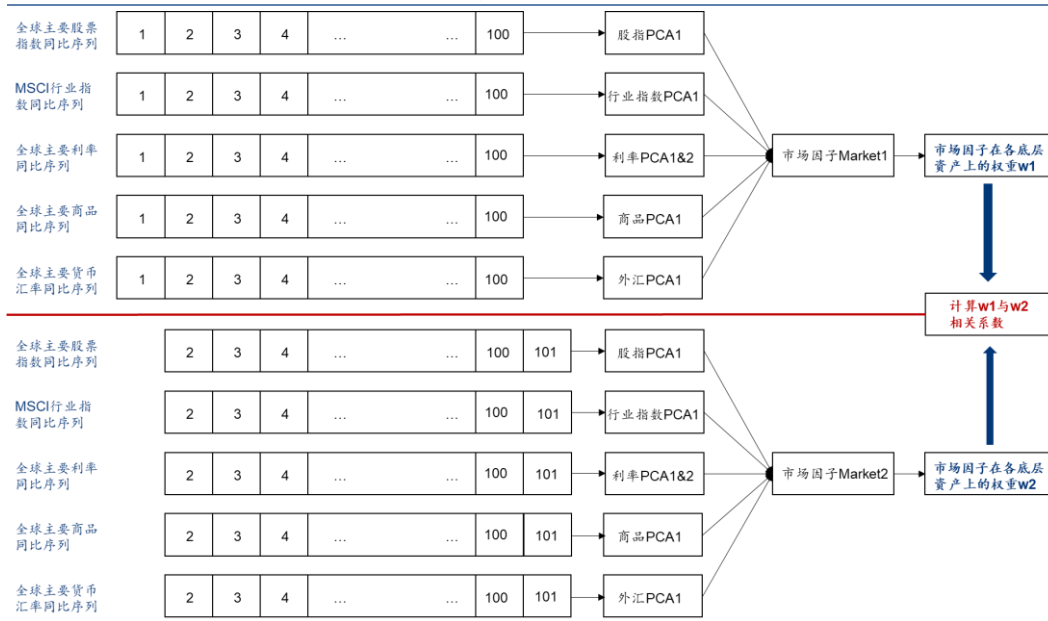 全球主要股票
指数同比序列
1 2 3 4 … … 100
股指PCA1
MSCI行业指
数同比序列
1 2 3 4 … … 100
行业指数PCA1
全球主要利率
同比序列
1 2 3 4 … … 100
利率PCA1&2
市场因子Market1
市场因子在各底层
资产上的权重w1
全球主要商品
同比序列
1 2 3 4 … … 100
商品PCA1
全球主要货币
汇率同比序列
1 2 3 4 … … 100
外汇PCA1
计算w1与w2
相关系数
全球主要股票
指数同比序列
2 3 4 … … 100 101
股指PCA1
MSCI行业指
数同比序列
2 3 4 … … 100 101
行业指数PCA1
全球主要利率
同比序列
2 3 4 … … 100 101
利率PCA1&2
市场因子Market2
市场因子在各底层
资产上的权重w2
全球主要商品
同比序列
2 3 4 … … 100 101
商品PCA1
全球主要货币
汇率同比序列
2 3 4 … … 100 101
外汇PCA1